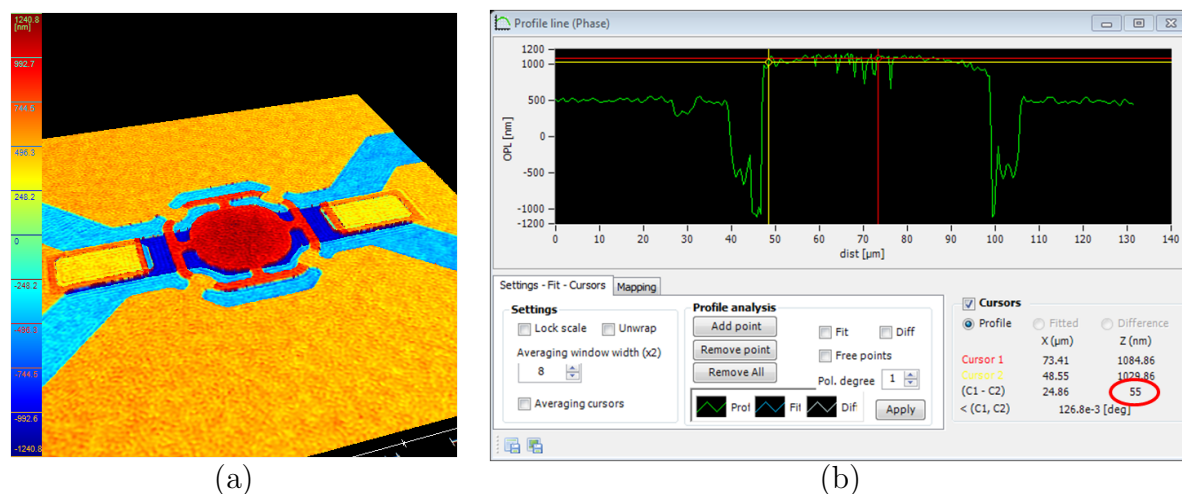 1240.8
[nm]
992.7
744.5
496.3
248.2
0
-248.2
-496.3
-744.5
-992.6
-1240.8
(a)
Profile line (Phase)
OPL [nm]
1200
1000
500
0
-500
-1000
-1200
0 10 20 30 40 50 60 70 80 90 100 110 120 130 140
dist [µm]
Settings - Fit - Cursors Mapping
Settings
Lock scale Unwrap
Averaging window width (x2)
8
Averaging cursors
Profile analysis
Add point
Remove point
Remove All
Fit Diff
Free points
Pol. degree 1
Prof Fit Dif
Apply
Cursors
Profile Fitted Difference
X (µm) Z (nm)
Cursor 1 73.41 1084.86
Cursor 2 48.55 1029.86
(C1 - C2) 24.86 55
< (C1, C2) 126.8e-3 [deg]
(b)